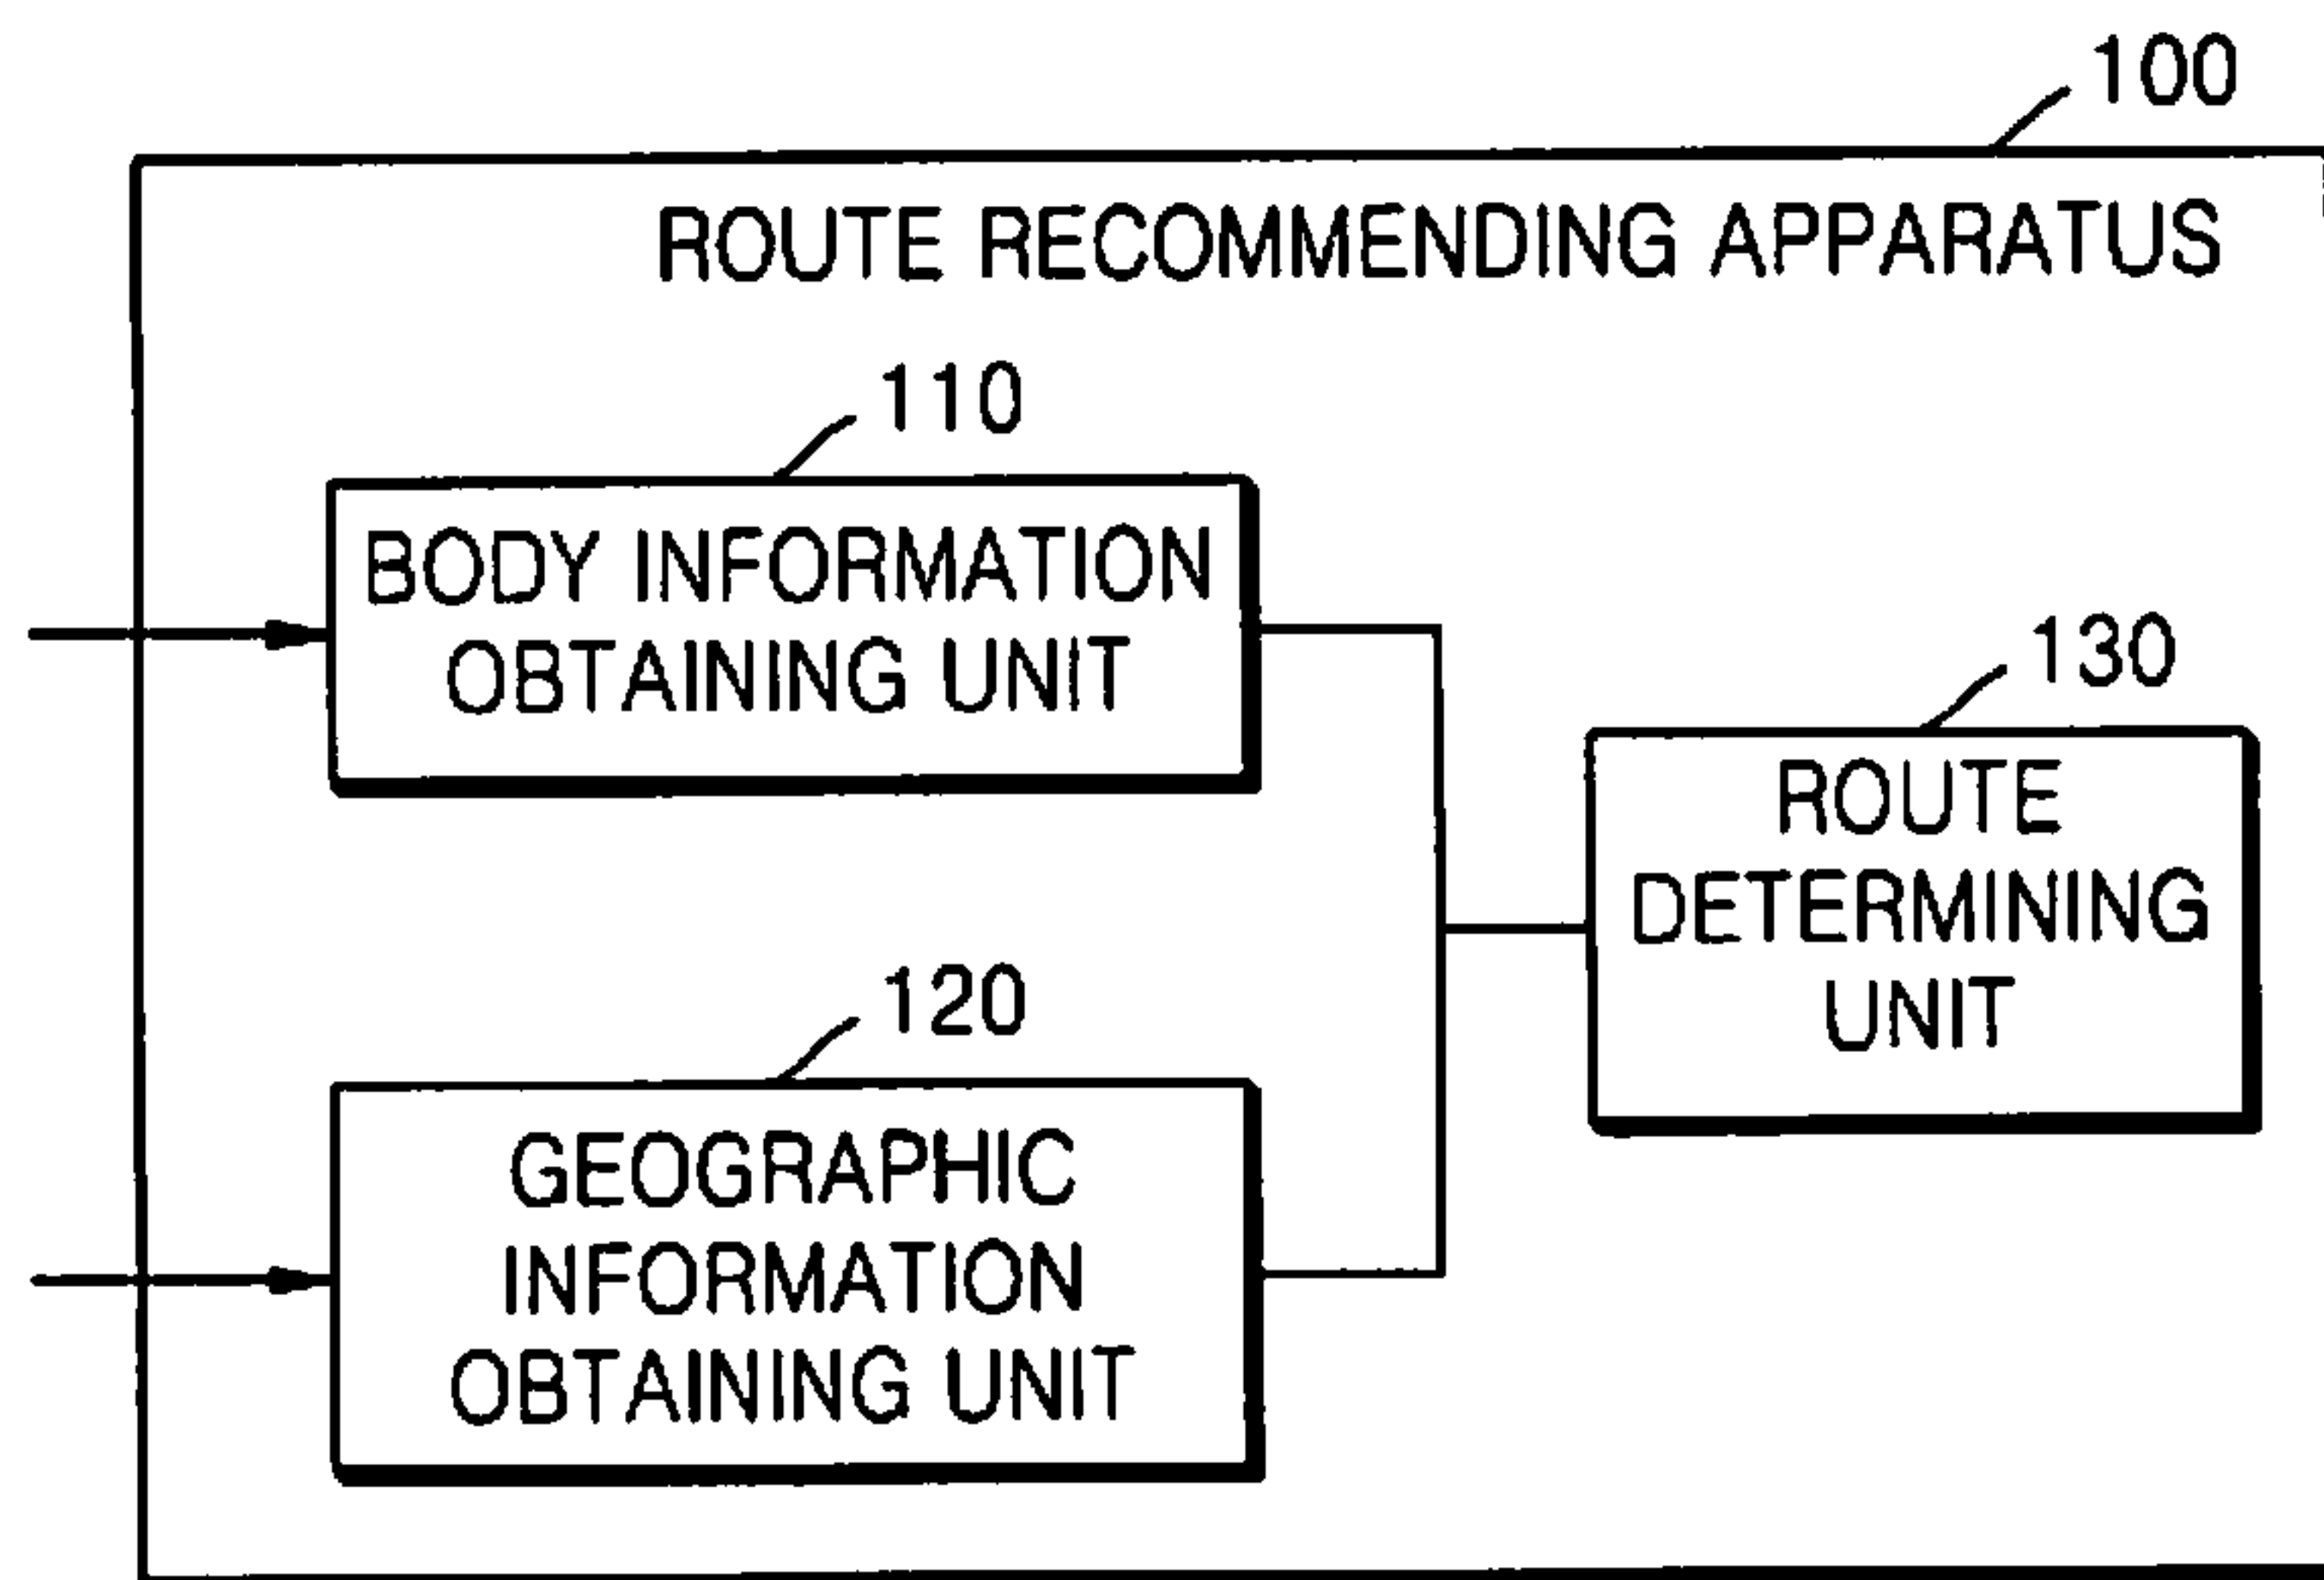 100
ROUTE RECOMMENDING APPARATUS
110
BODY INFORMATION
OBTAINING UNIT
130
ROUTE
DETERMINING
UNIT
120
GEOGRAPHIC
INFORMATION
OBTAINING UNIT